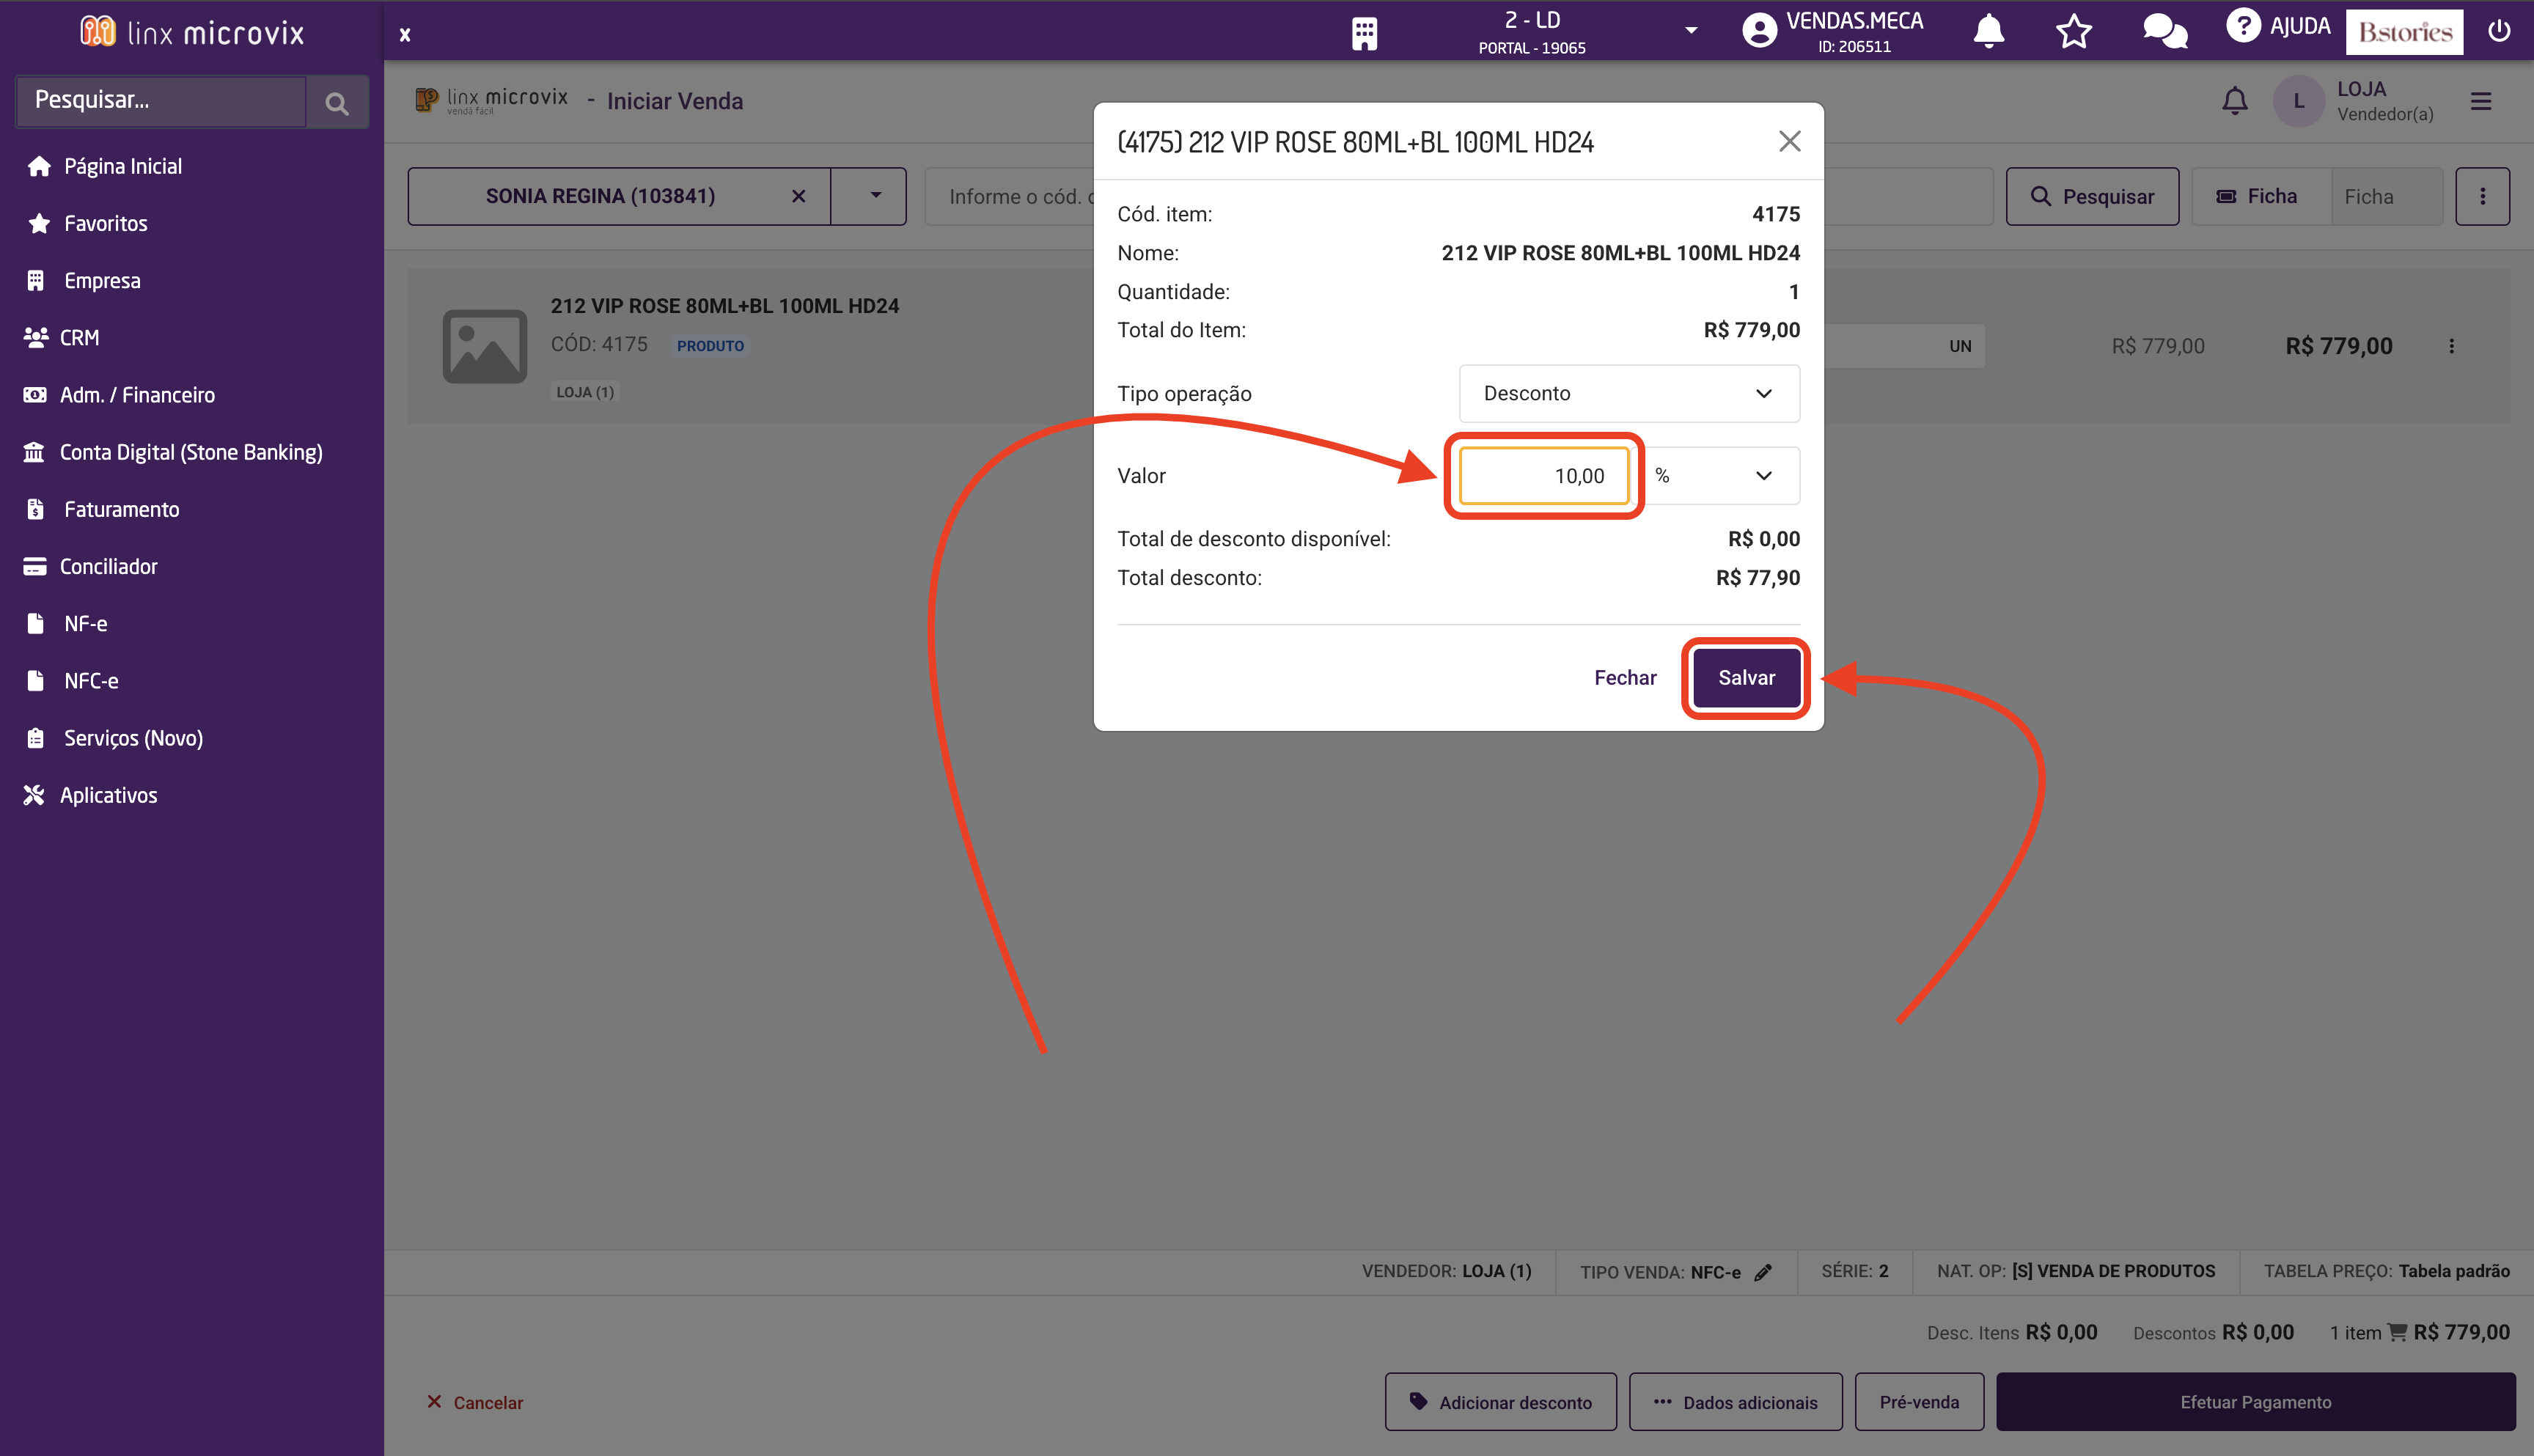 linx microvix
x
2 - LD
PORTAL - 19065
VENDAS.MECA
ID: 206511
? AJUDA
B.stories
Pesquisar...
Página Inicial
Favoritos
Empresa
CRM
Adm. / Financeiro
Conta Digital (Stone Banking)
Faturamento
Conciliador
NF-e
NFC-e
Serviços (Novo)
Aplicativos
linx microvix
venda fácil
- Iniciar Venda
L
LOJA
Vendedor(a)
SONIA REGINA (103841)
Informe o cód.
Pesquisar
Ficha
Ficha
212 VIP ROSE 80ML+BL 100ML HD24
CÓD: 4175 PRODUTO
LOJA (1)
UN
R$ 779,00
R$ 779,00
(4175) 212 VIP ROSE 80ML+BL 100ML HD24
Cód. item: 4175
Nome: 212 VIP ROSE 80ML+BL 100ML HD24
Quantidade: 1
Total do Item: R$ 779,00
Tipo operação Desconto
Valor 10,00 %
Total de desconto disponível: R$ 0,00
Total desconto: R$ 77,90
Fechar
Salvar
VENDEDOR: LOJA (1)
TIPO VENDA: NFC-e
SÉRIE: 2
NAT. OP: [S] VENDA DE PRODUTOS
TABELA PREÇO: Tabela padrão
Desc. Itens R$ 0,00
Descontos R$ 0,00
1 item R$ 779,00
Cancelar
Adicionar desconto
Dados adicionais
Pré-venda
Efetuar Pagamento